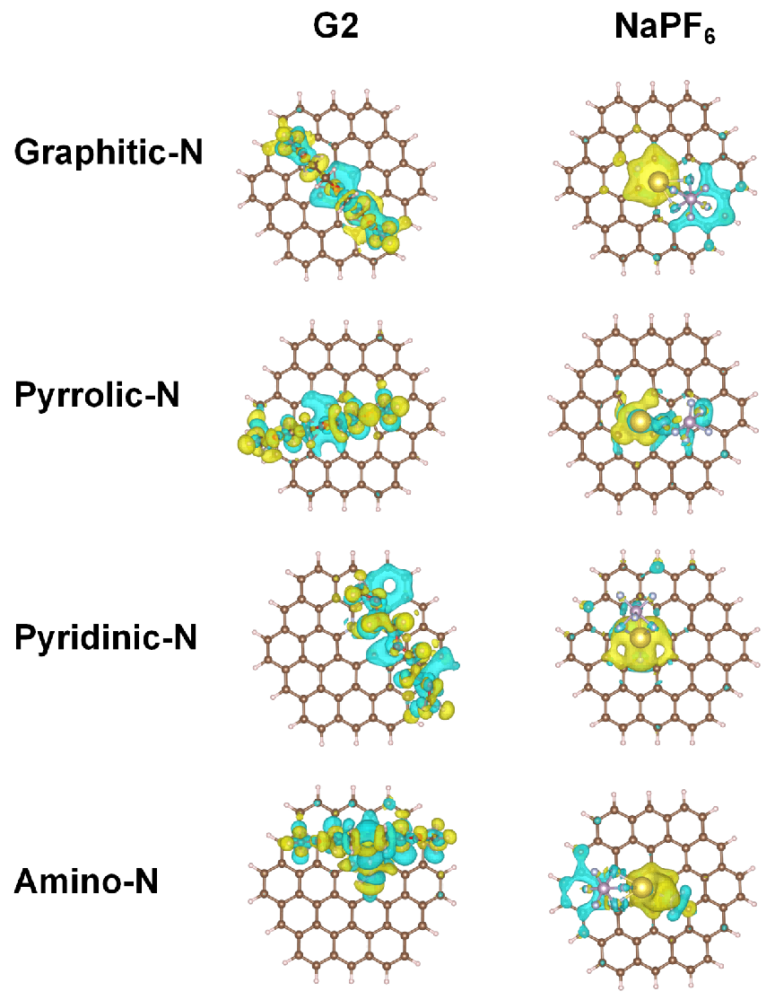 G2 NaPF₆
Graphitic-N
Pyrrolic-N
Pyridinic-N
Amino-N